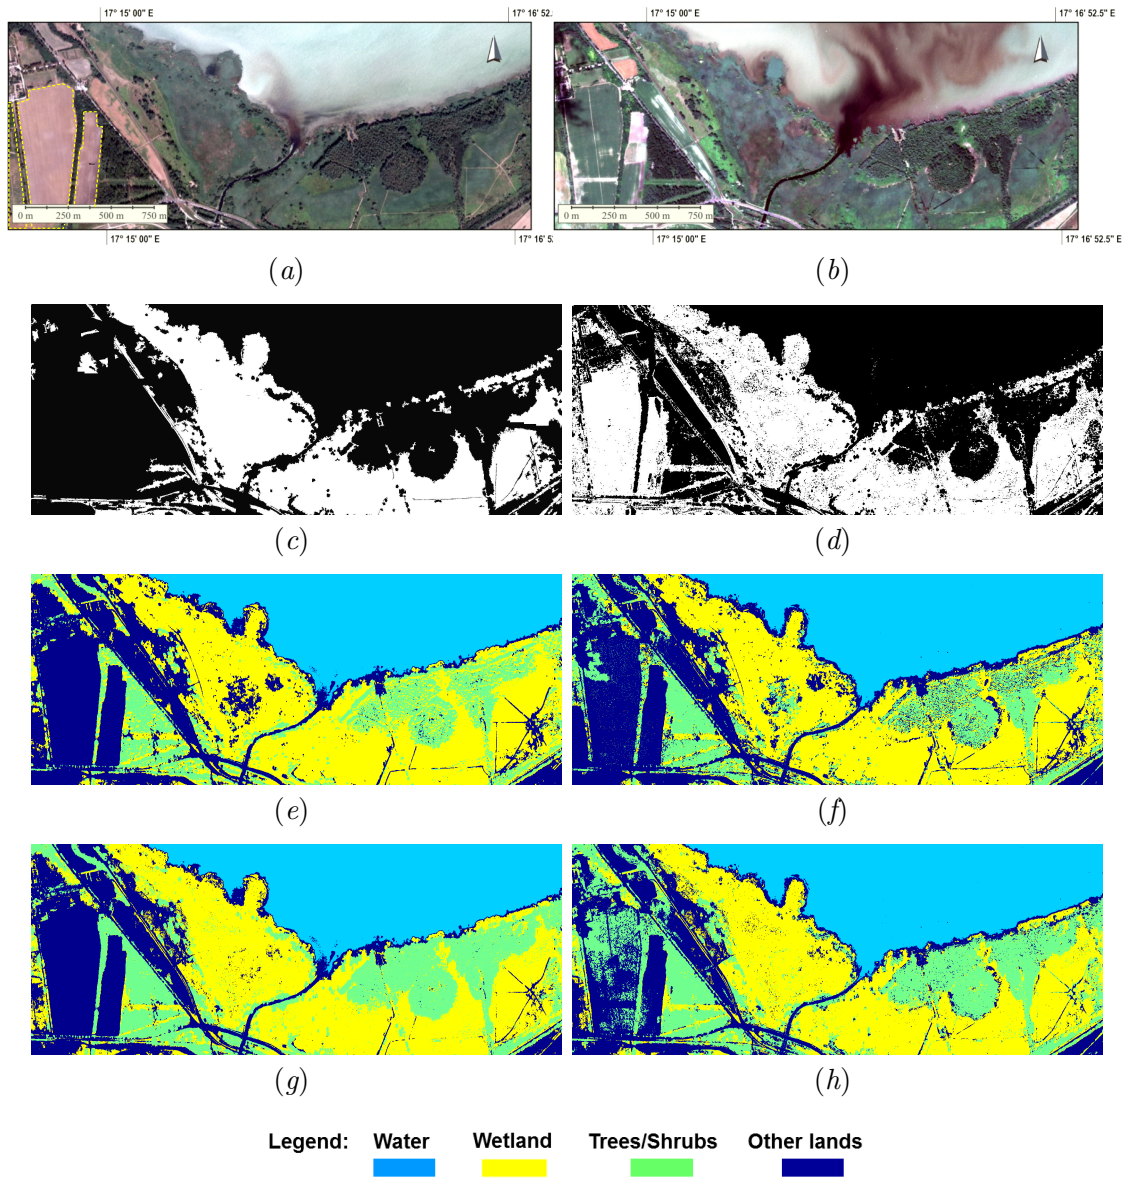 17° 15' 00" E
17° 16' 52.
17° 15' 00" E
17° 16' 52.5" E
0 m 250 m 500 m 750 m
0 m 250 m 500 m 750 m
17° 15' 00" E
17° 16' 52
17° 15' 00" E
17° 16' 52.5" E
(a)
(b)
(c)
(d)
(e)
(f)
(g)
(h)
Legend: Water Wetland Trees/Shrubs Other lands